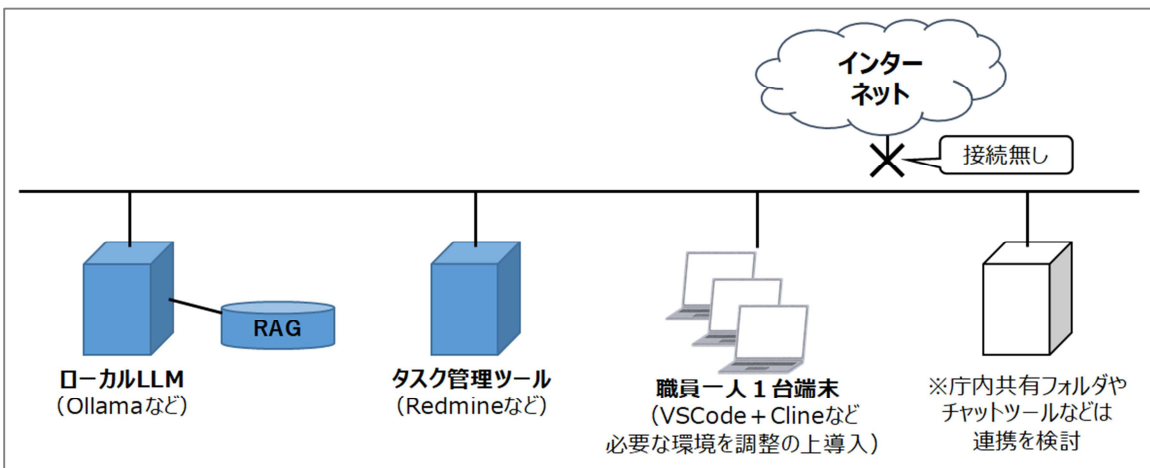 インター
ネット
接続無し
RAG
ローカルLLM
（Ollamaなど）
タスク管理ツール
（Redmineなど）
職員一人１台端末
（VSCode＋Clineなど
必要な環境を調整の上導入）
※庁内共有フォルダや
チャットツールなどは
連携を検討